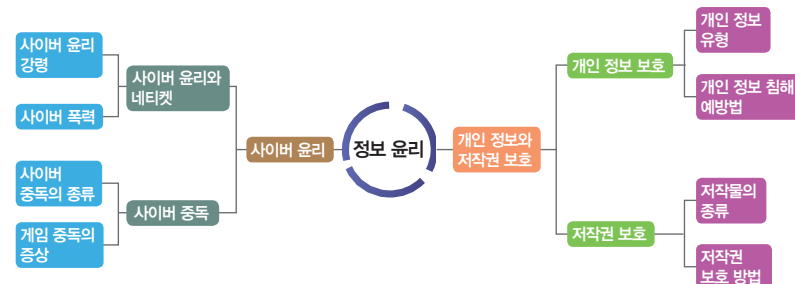 사이버 윤리
강령
사이버 폭력
사이버 윤리와
네티켓
사이버
중독의 종류
게임 중독의
증상
사이버 중독
사이버 윤리
정보 윤리
개인 정보와
저작권 보호
개인 정보 보호
개인 정보
유형
개인 정보 침해
예방법
저작권 보호
저작물의
종류
저작권
보호 방법